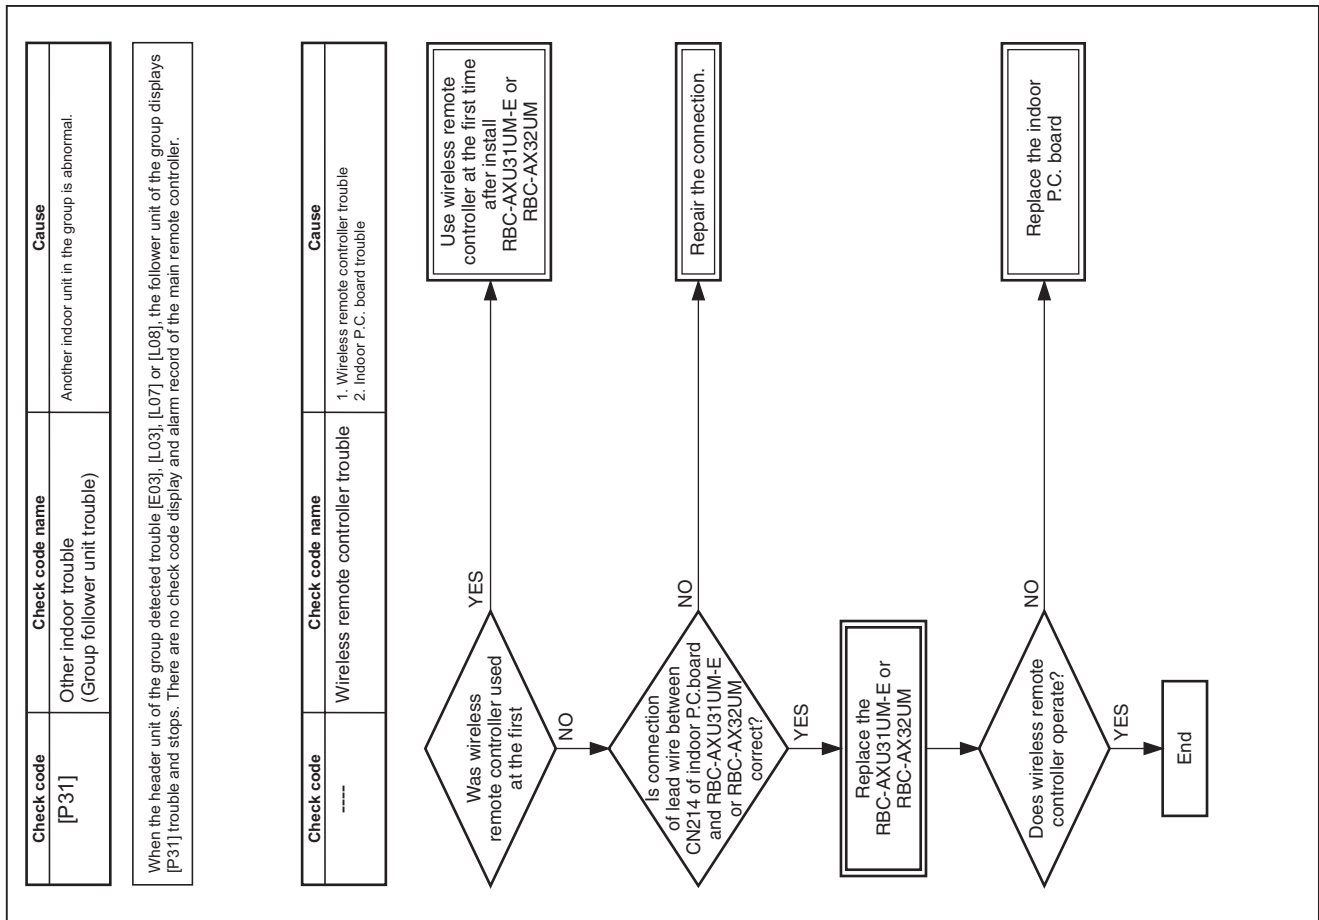 Check code
Check code name
Cause
[P31]
Other indoor trouble
(Group follower unit trouble)
Another indoor unit in the group is abnormal.
When the header unit of the group detected trouble [E03], [L03], [L07] or [L08], the follower unit of the group displays
[P31] trouble and stops. There are no check code display and alarm record of the main remote controller.
Check code
Check code name
Cause
----
Wireless remote controller trouble
1. Wireless remote controller trouble
2. Indoor P.C. board trouble
Was wireless
remote controller used
at the first
YES
Use wireless remote
controller at the first time
after install
RBC-AXU31UM-E or
RBC-AX32UM
NO
Is connection
of lead wire between
CN214 of indoor P.C.board
and RBC-AXU31UM-E
or RBC-AX32UM
correct?
NO
Repair the connection.
YES
Replace the
RBC-AXU31UM-E or
RBC-AX32UM
Does wireless remote
controller operate?
NO
Replace the indoor
P.C. board
YES
End